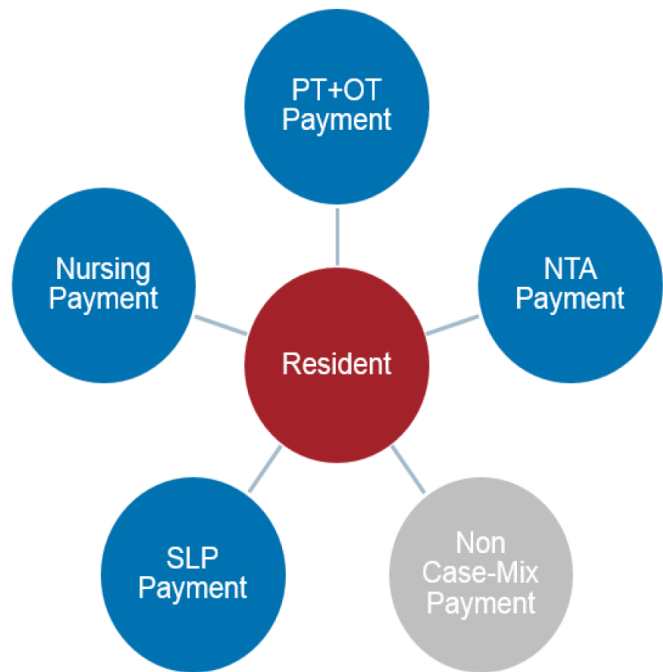 PT+OT
Payment
Nursing
Payment
NTA
Payment
Resident
SLP
Payment
Non
Case-Mix
Payment